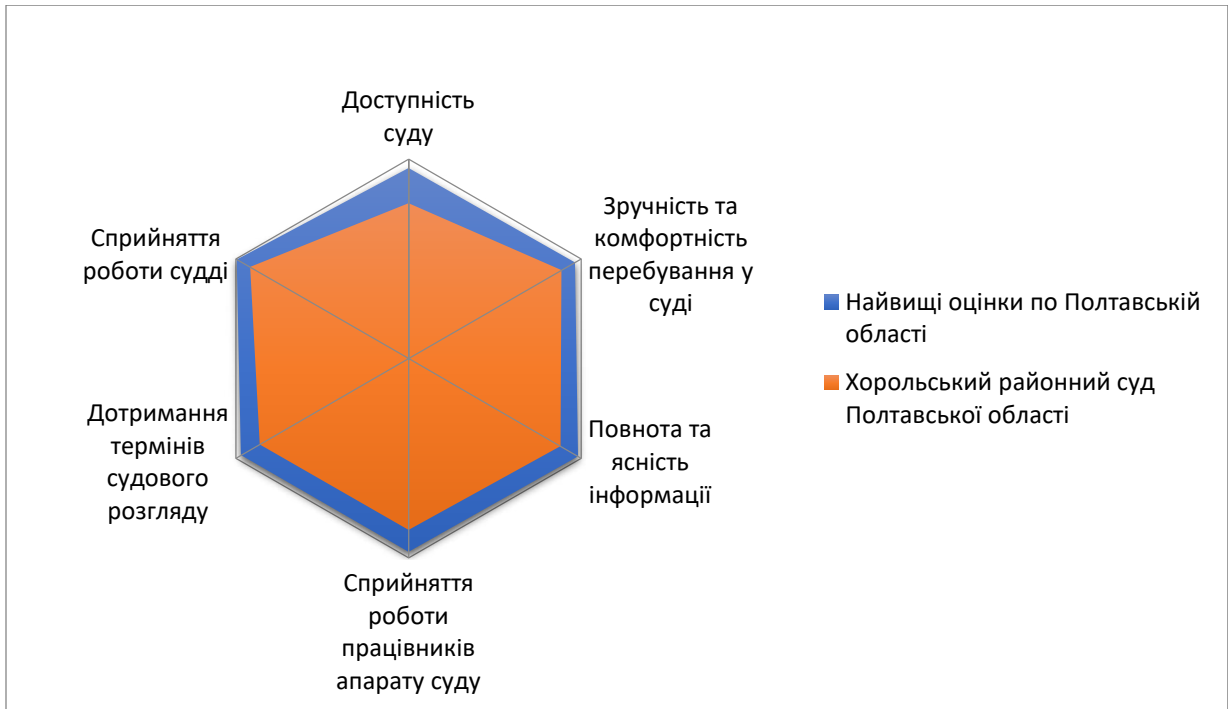 Доступність
суду
Зручність та
комфортність
перебування у
суді
Повнота та
ясність
інформації
Сприйняття
роботи
працівників
апарату суду
Дотримання
термінів
судового
розгляду
Сприйняття
роботи судді
Найвищі оцінки по Полтавській
області
Хорольський районний суд
Полтавської області